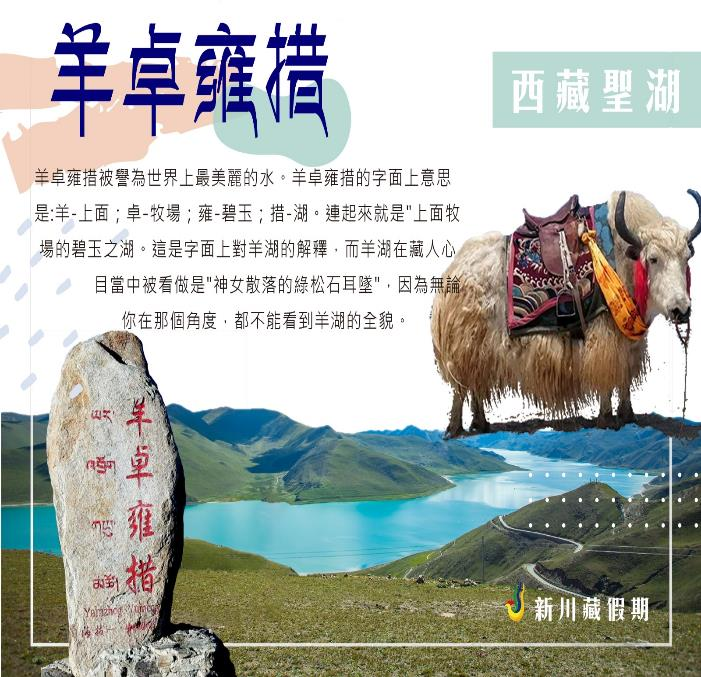 羊卓雍措
西藏聖湖
羊卓雍措被譽為世界上最美麗的水。羊卓雍措的字面上意思
是:羊-上面；卓-牧場；雍-碧玉；措-湖。連起來就是"上面牧
場的碧玉之湖。這是字面上對羊湖的解釋，而羊湖在藏人心
目當中被看做是"神女散落的綠松石耳墜"，因為無論
你在那個角度，都不能看到羊湖的全貌。
羊卓雍措
新川藏假期